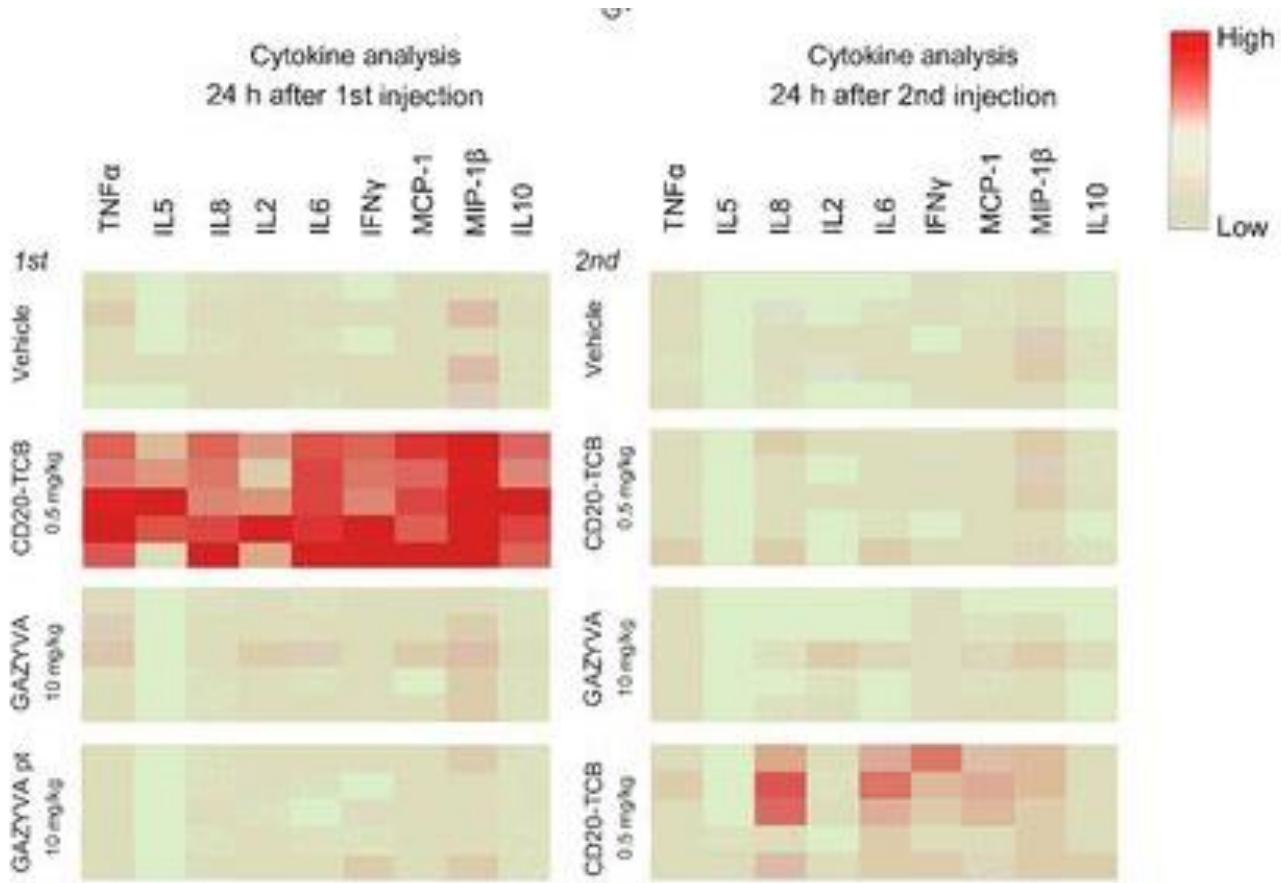 Cytokine analysis
24 h after 1st injection
TNFα IL5 IL8 IL2 IL6 IFNγ MCP-1 MIP-1β IL10
1st
Vehicle
CD20-TCB
0.5 mg/kg
GAZYVA
10 mg/kg
GAZYVA pt
10 mg/kg
Cytokine analysis
24 h after 2nd injection
TNFα IL5 IL8 IL2 IL6 IFNγ MCP-1 MIP-1β IL10
2nd
Vehicle
CD20-TCB
0.5 mg/kg
GAZYVA
10 mg/kg
CD20-TCB
0.5 mg/kg
High
Low